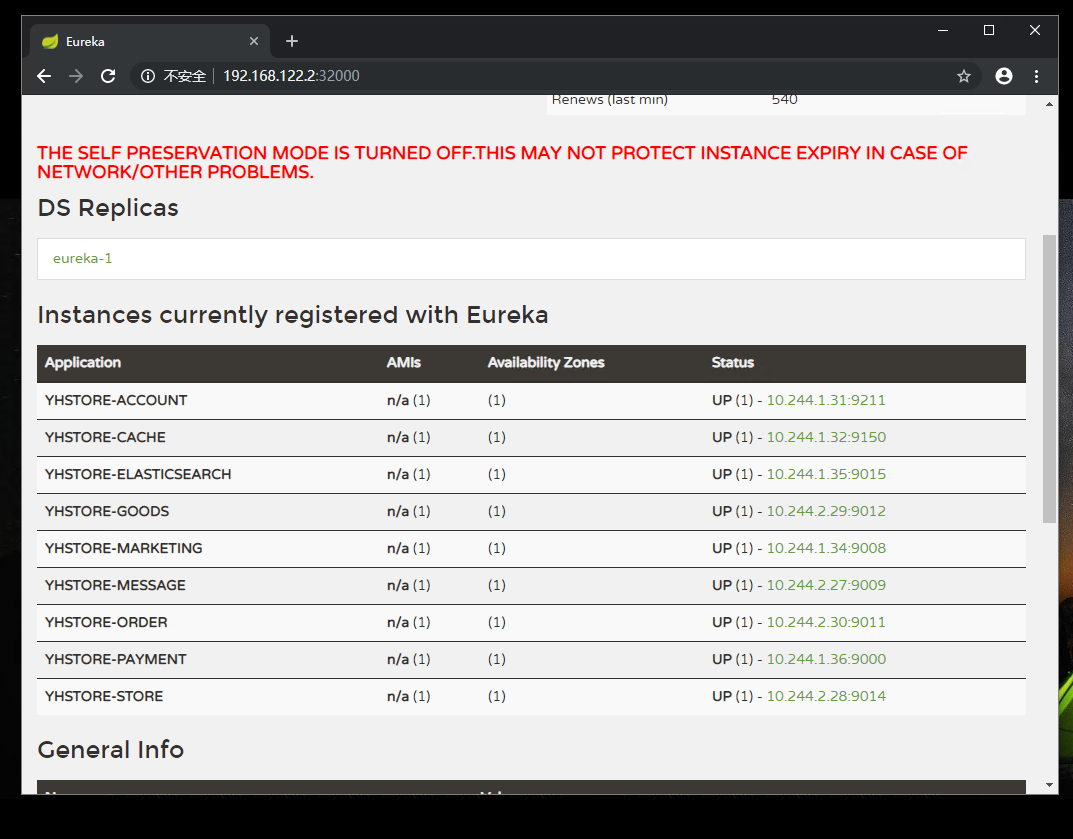 Eureka
不安全 192.168.122.2:32000
Renews (last min) 540
THE SELF PRESERVATION MODE IS TURNED OFF.THIS MAY NOT PROTECT INSTANCE EXPIRY IN CASE OF
NETWORK/OTHER PROBLEMS.
DS Replicas
eureka-1
Instances currently registered with Eureka
Application AMIs Availability Zones Status
YHSTORE-ACCOUNT n/a (1) (1) UP (1) - 10.244.1.31:9211
YHSTORE-CACHE n/a (1) (1) UP (1) - 10.244.1.32:9150
YHSTORE-ELASTICSEARCH n/a (1) (1) UP (1) - 10.244.1.35:9015
YHSTORE-GOODS n/a (1) (1) UP (1) - 10.244.2.29:9012
YHSTORE-MARKETING n/a (1) (1) UP (1) - 10.244.1.34:9008
YHSTORE-MESSAGE n/a (1) (1) UP (1) - 10.244.2.27:9009
YHSTORE-ORDER n/a (1) (1) UP (1) - 10.244.2.30:9011
YHSTORE-PAYMENT n/a (1) (1) UP (1) - 10.244.1.36:9000
YHSTORE-STORE n/a (1) (1) UP (1) - 10.244.2.28:9014
General Info